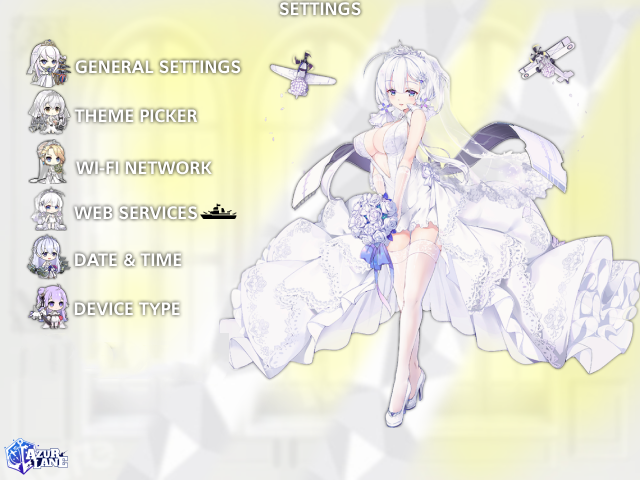 SETTINGS
GENERAL SETTINGS
THEME PICKER
WI-FI NETWORK
WEB SERVICES
DATE & TIME
DEVICE TYPE
AZUR
LANE